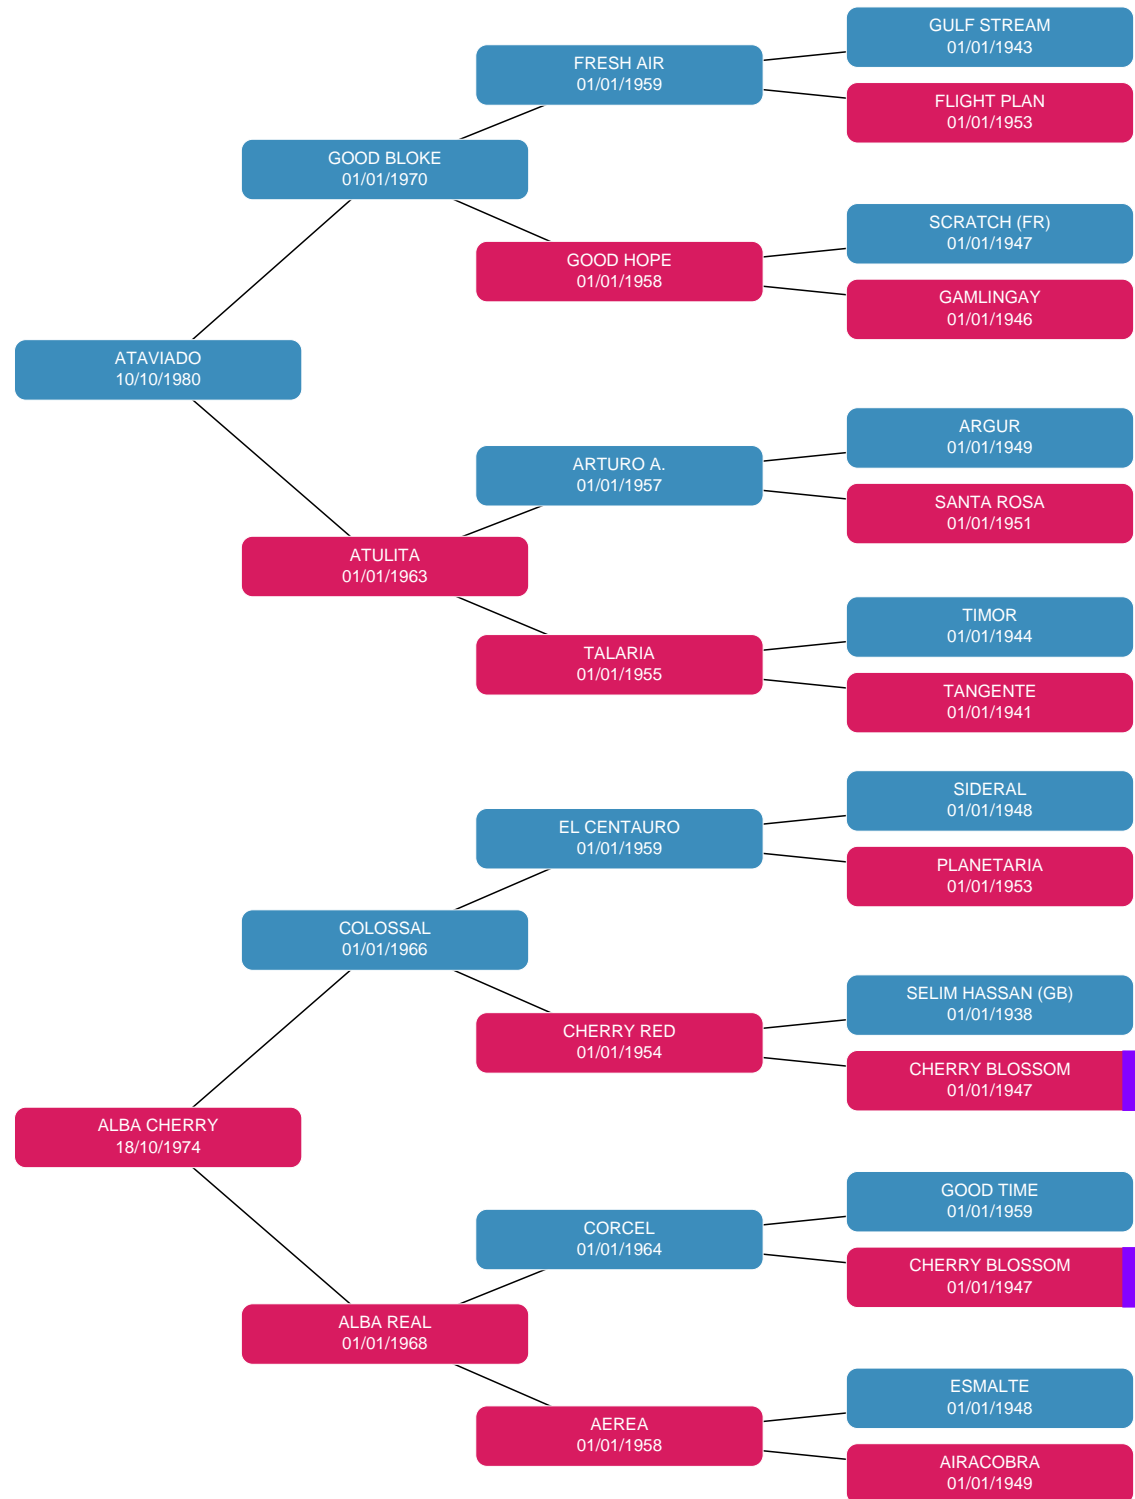 GULF STREAM
01/01/1943
FRESH AIR
01/01/1959
FLIGHT PLAN
01/01/1953
GOOD BLOKE
01/01/1970
SCRATCH (FR)
01/01/1947
GOOD HOPE
01/01/1958
GAMLINGAY
01/01/1946
ATAVIADO
10/10/1980
ARGUR
01/01/1949
ARTURO A.
01/01/1957
SANTA ROSA
01/01/1951
ATULITA
01/01/1963
TIMOR
01/01/1944
TALARIA
01/01/1955
TANGENTE
01/01/1941
SIDERAL
01/01/1948
EL CENTAURO
01/01/1959
PLANETARIA
01/01/1953
COLOSSAL
01/01/1966
SELIM HASSAN (GB)
01/01/1938
CHERRY RED
01/01/1954
CHERRY BLOSSOM
01/01/1947
ALBA CHERRY
18/10/1974
GOOD TIME
01/01/1959
CORCEL
01/01/1964
CHERRY BLOSSOM
01/01/1947
ALBA REAL
01/01/1968
ESMALTE
01/01/1948
AEREA
01/01/1958
AIRACOBRA
01/01/1949